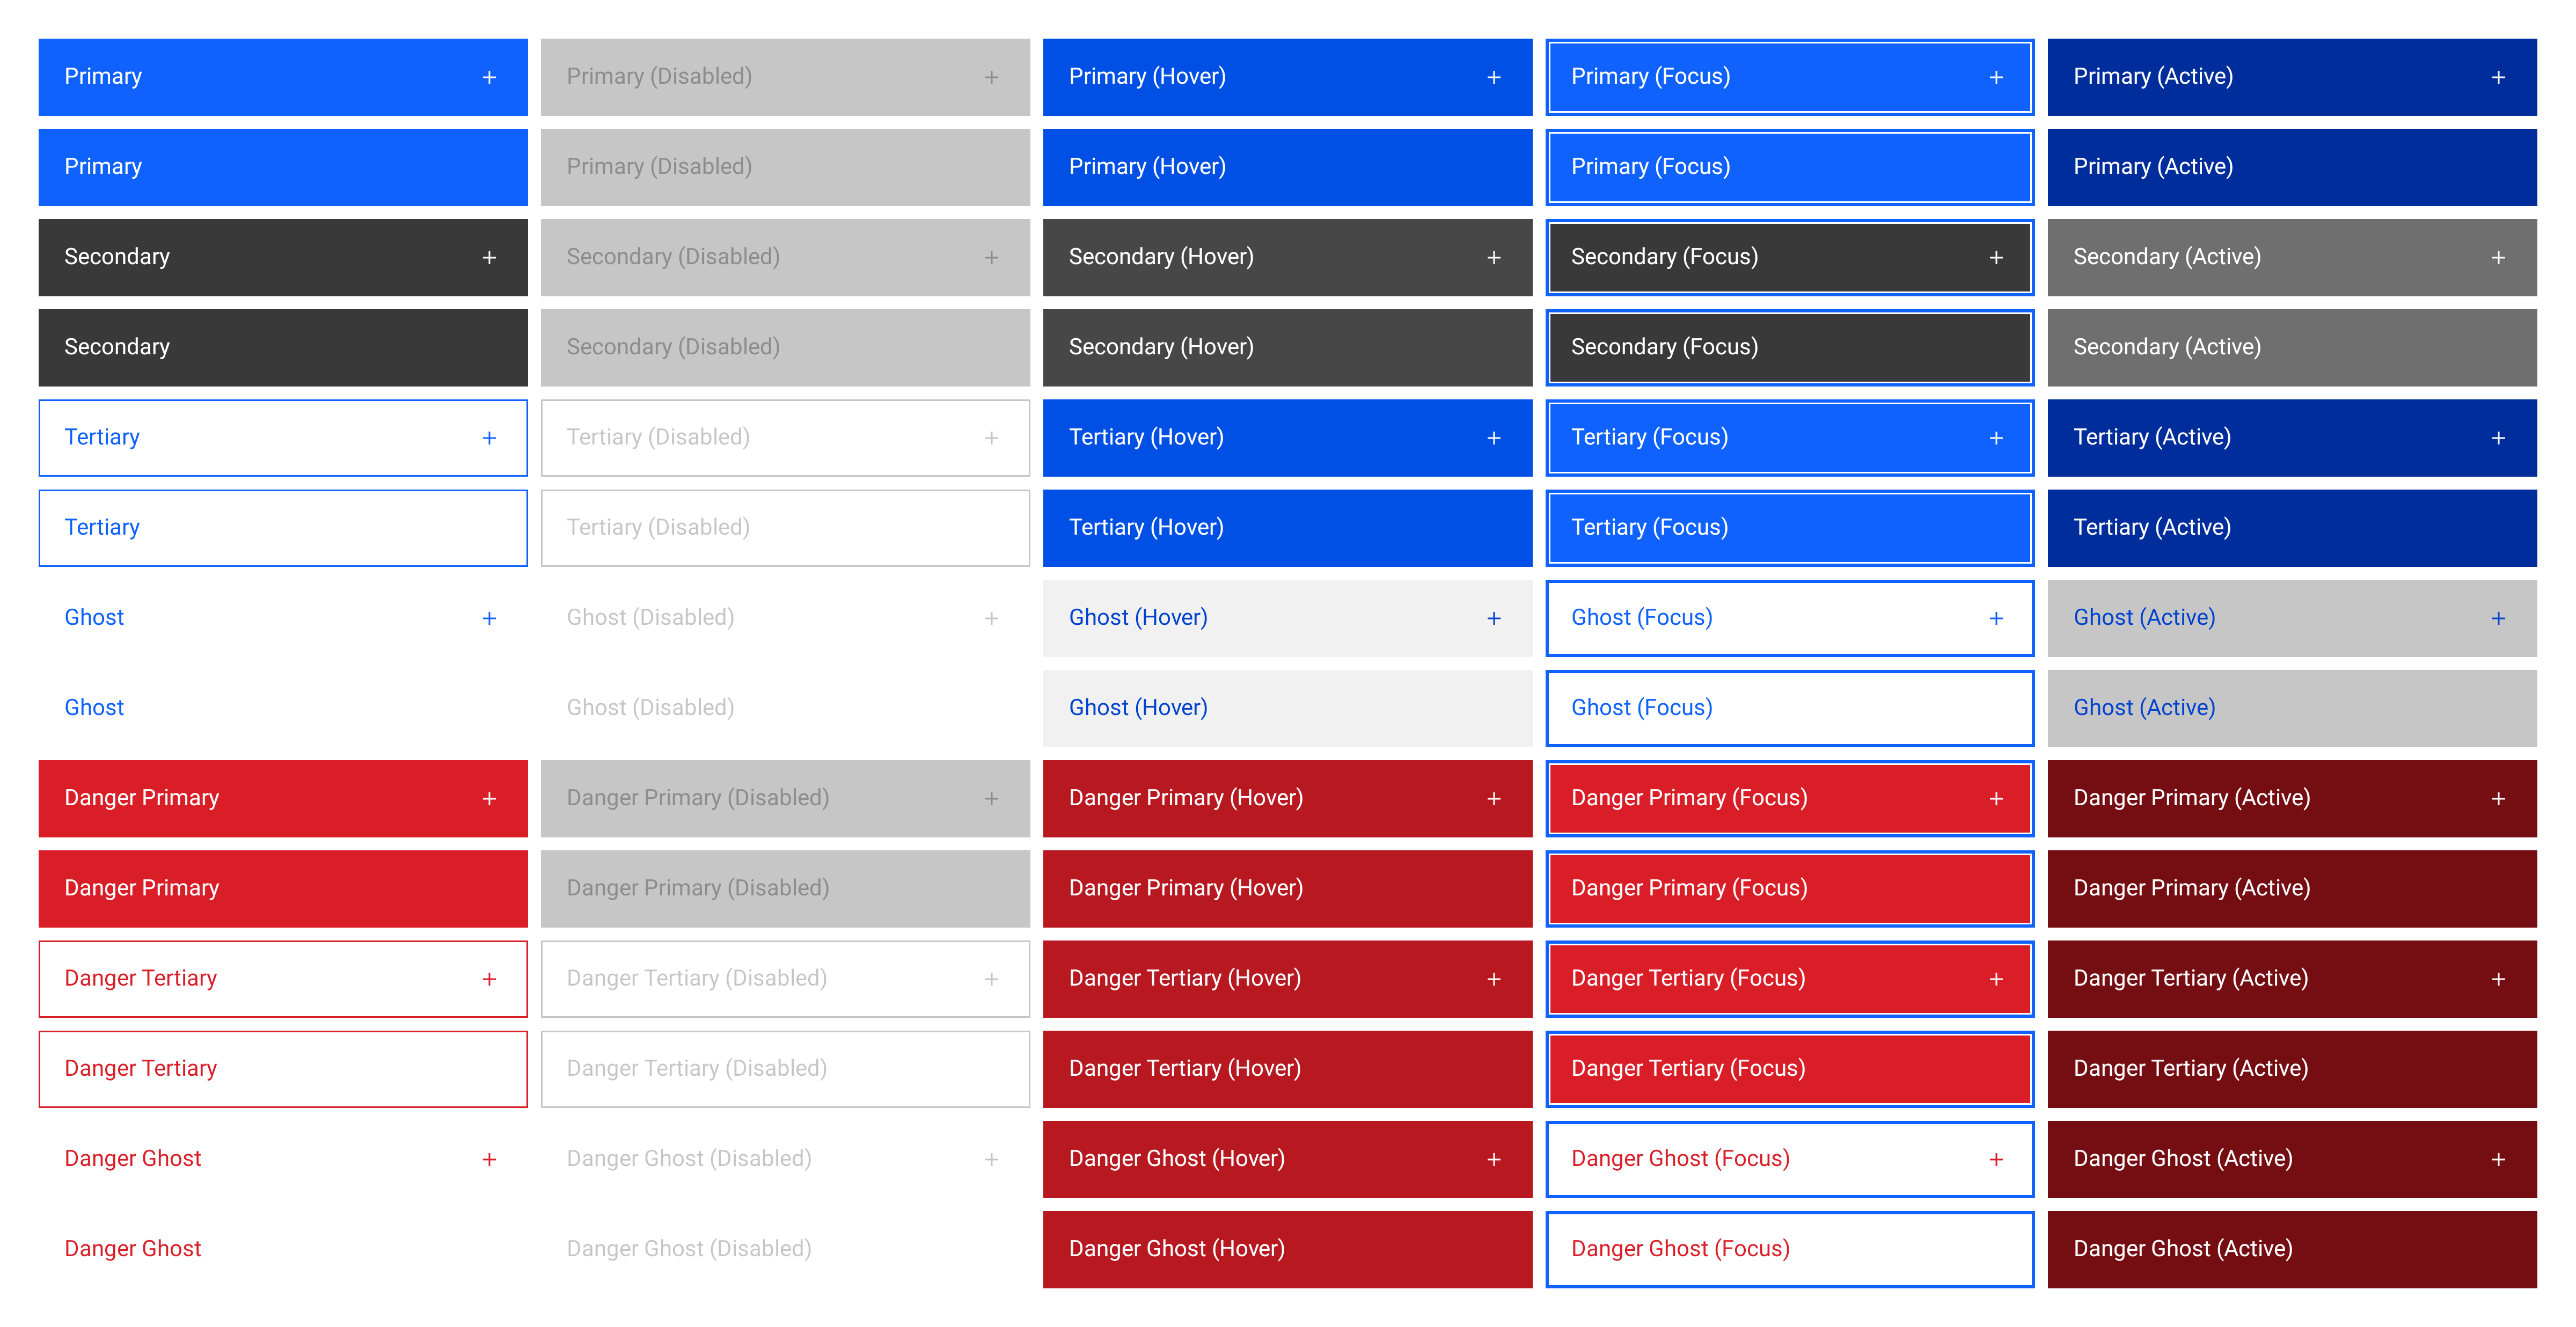 Primary + Primary (Disabled) + Primary (Hover) + Primary (Focus) + Primary (Active) +
Primary Primary (Disabled) Primary (Hover) Primary (Focus) Primary (Active)
Secondary + Secondary (Disabled) + Secondary (Hover) + Secondary (Focus) + Secondary (Active) +
Secondary Secondary (Disabled) Secondary (Hover) Secondary (Focus) Secondary (Active)
Tertiary + Tertiary (Disabled) + Tertiary (Hover) + Tertiary (Focus) + Tertiary (Active) +
Tertiary Tertiary (Disabled) Tertiary (Hover) Tertiary (Focus) Tertiary (Active)
Ghost + Ghost (Disabled) + Ghost (Hover) + Ghost (Focus) + Ghost (Active) +
Ghost Ghost (Disabled) Ghost (Hover) Ghost (Focus) Ghost (Active)
Danger Primary + Danger Primary (Disabled) + Danger Primary (Hover) + Danger Primary (Focus) + Danger Primary (Active) +
Danger Primary Danger Primary (Disabled) Danger Primary (Hover) Danger Primary (Focus) Danger Primary (Active)
Danger Tertiary + Danger Tertiary (Disabled) + Danger Tertiary (Hover) + Danger Tertiary (Focus) + Danger Tertiary (Active) +
Danger Tertiary Danger Tertiary (Disabled) Danger Tertiary (Hover) Danger Tertiary (Focus) Danger Tertiary (Active)
Danger Ghost + Danger Ghost (Disabled) + Danger Ghost (Hover) + Danger Ghost (Focus) + Danger Ghost (Active) +
Danger Ghost Danger Ghost (Disabled) Danger Ghost (Hover) Danger Ghost (Focus) Danger Ghost (Active)